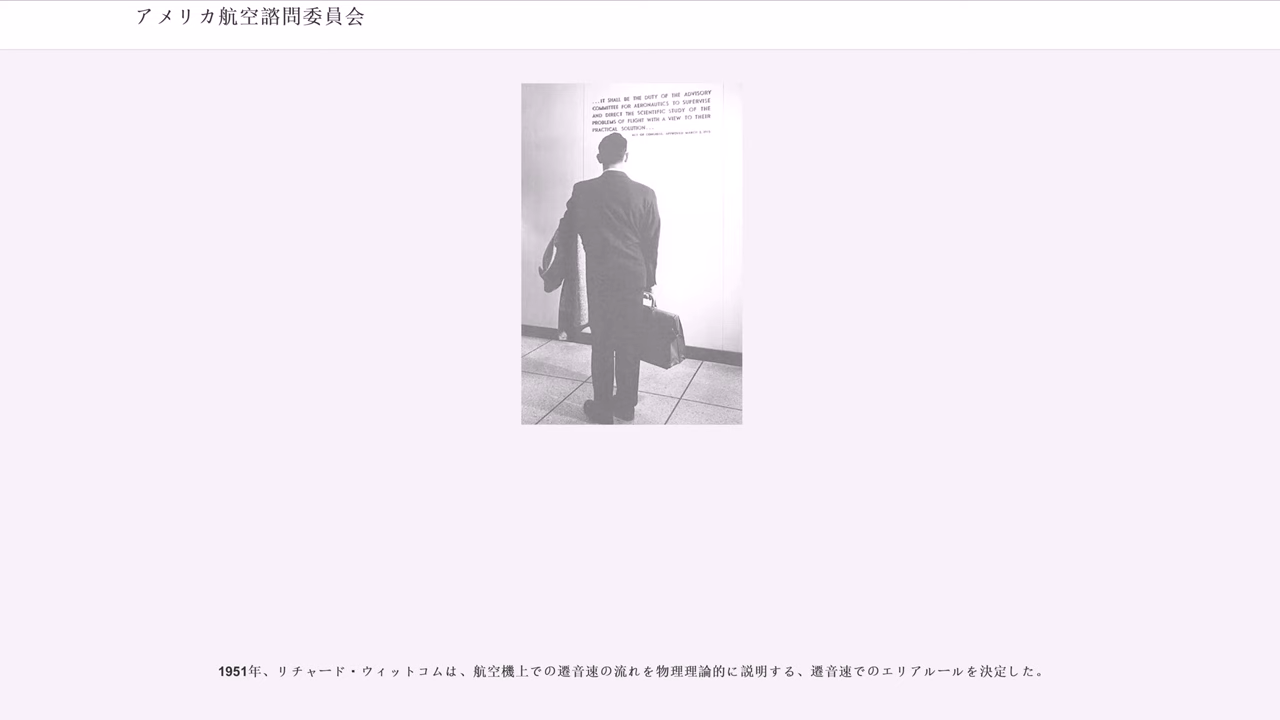 アメリカ航空諮問委員会
...IT SHALL BE THE DUTY OF THE ADVISORY
COMMITTEE FOR AERONAUTICS TO SUPERVISE
AND DIRECT THE SCIENTIFIC STUDY OF THE
PROBLEMS OF FLIGHT WITH A VIEW TO THEIR
PRACTICAL SOLUTION...
1951年、リチャード・ウィットコムは、航空機上での遷音速の流れを物理理論的に説明する、遷音速でのエリアルールを決定した。